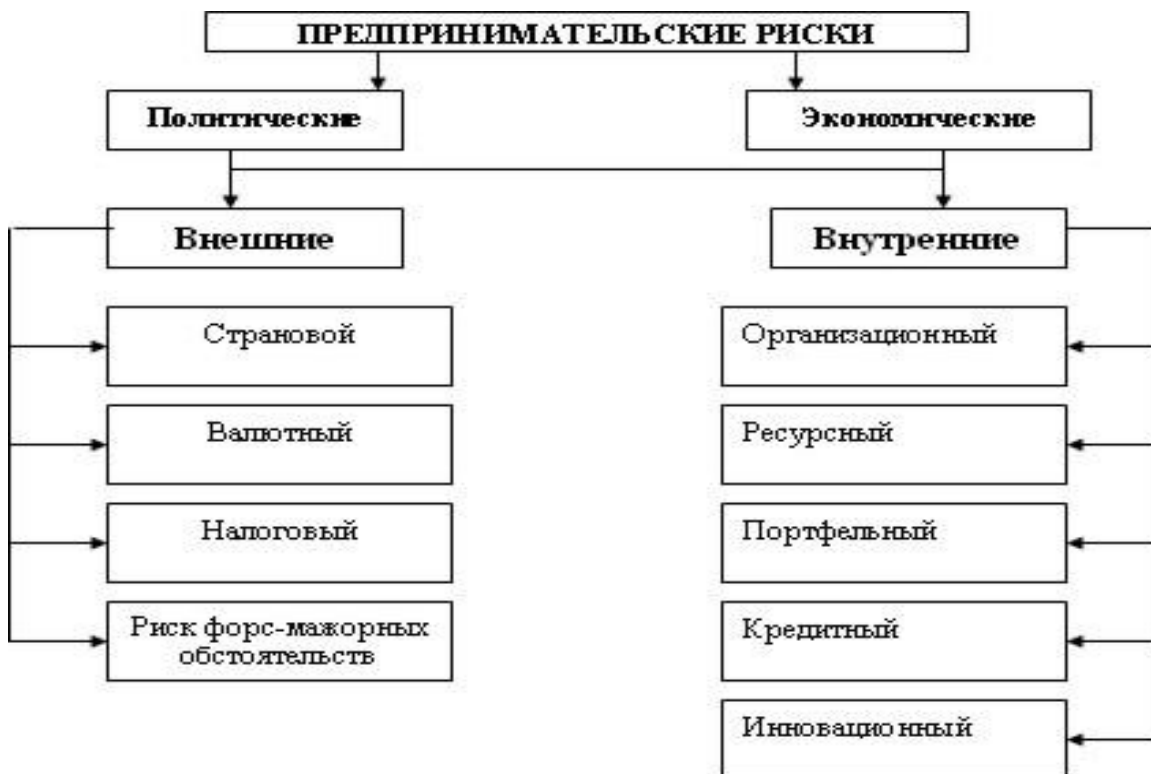 ПРЕДПРИНИМАТЕЛЬСКИЕ РИСКИ
Политические
Экономические
Внешние
Внутренние
Страновой
Организационный
Валютный
Ресурсный
Налоговый
Портфельный
Риск форс-мажорных
обстоятельств
Кредитный
Инновационный